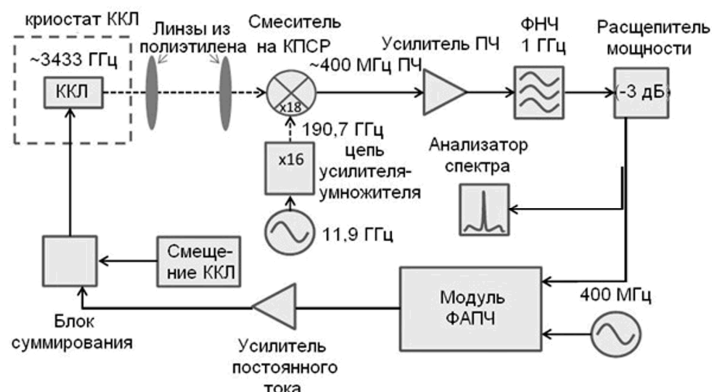 криостат ККЛ
~3433 ГГц
ККЛ
Линзы из
полиэтилена
Смеситель
на КПСР
x18
~400 МГц ПЧ
Усилитель ПЧ
ФНЧ
1 ГГц
Расщепитель
мощности
(-3 дБ)
190,7 ГГц
x16
цепь
усилителя-
умножителя
11,9 ГГц
Анализатор
спектра
Смеще-
ние ККЛ
Блок
суммирования
Усилитель
постоянного
тока
Модуль
ФАПЧ
400 МГц